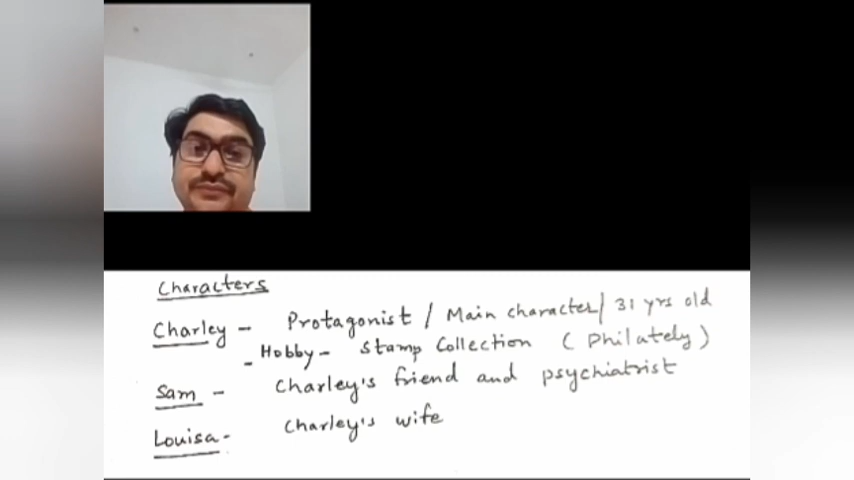 Characters
Charley - Protagonist / Main character / 31 yrs old
- Hobby - Stamp Collection ( Philately )
Sam - Charley's friend and psychiatrist
Louisa - Charley's wife